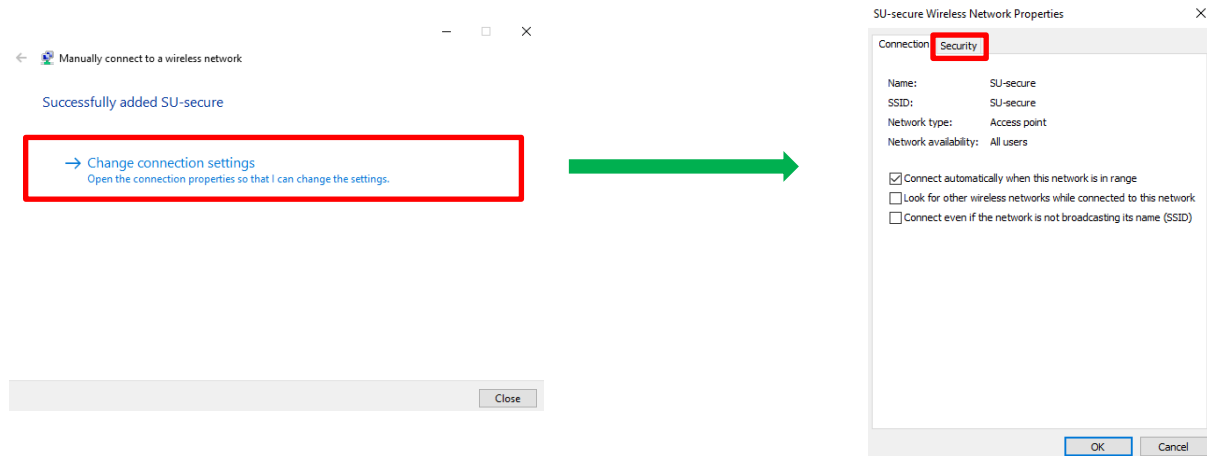 Manually connect to a wireless network
Successfully added SU-secure
Change connection settings
Open the connection properties so that I can change the settings.
Close
SU-secure Wireless Network Properties
Connection Security
Name: SU-secure
SSID: SU-secure
Network type: Access point
Network availability: All users
Connect automatically when this network is in range
Look for other wireless networks while connected to this network
Connect even if the network is not broadcasting its name (SSID)
OK Cancel